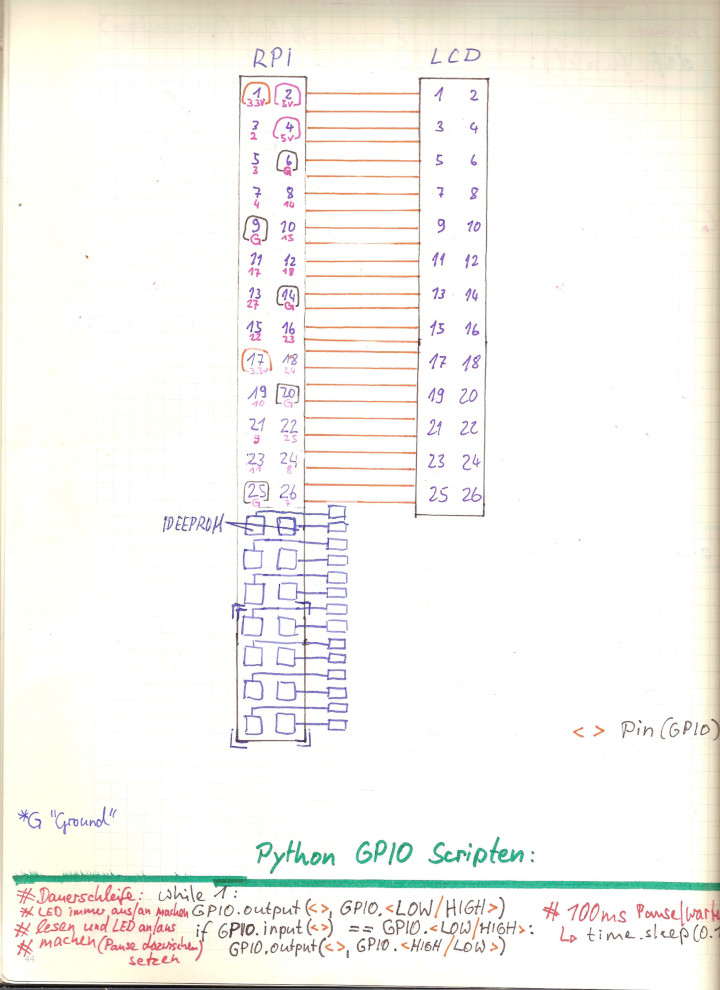 RPI LCD
1 2 1 2
3.3V 5V
3 4 3 4
2 5V
5 6 5 6
3 G
7 8 7 8
4 14
9 10 9 10
G 15
11 12 11 12
17 18
13 14 13 14
27 G
15 16 15 16
22 23
17 18 17 18
3.3V 24
19 20 19 20
10 G
21 22 21 22
9 25
23 24 23 24
11 8
25 26 25 26
G 7
IDEEPROM
< > Pin (GPIO)
*G "Ground"
Python GPIO Scripten:
# Dauerschleife: while 1:
# LED immer aus/an machen GPIO.output(<>, GPIO.<LOW/HIGH>)
# lesen und LED an/aus if GPIO.input(<>) == GPIO.<LOW/HIGH>:
# machen (Pause dazwischen) GPIO.output(<>, GPIO.<HIGH/LOW>)
setzen
# 100ms Pause/warte
↳ time.sleep(0.1